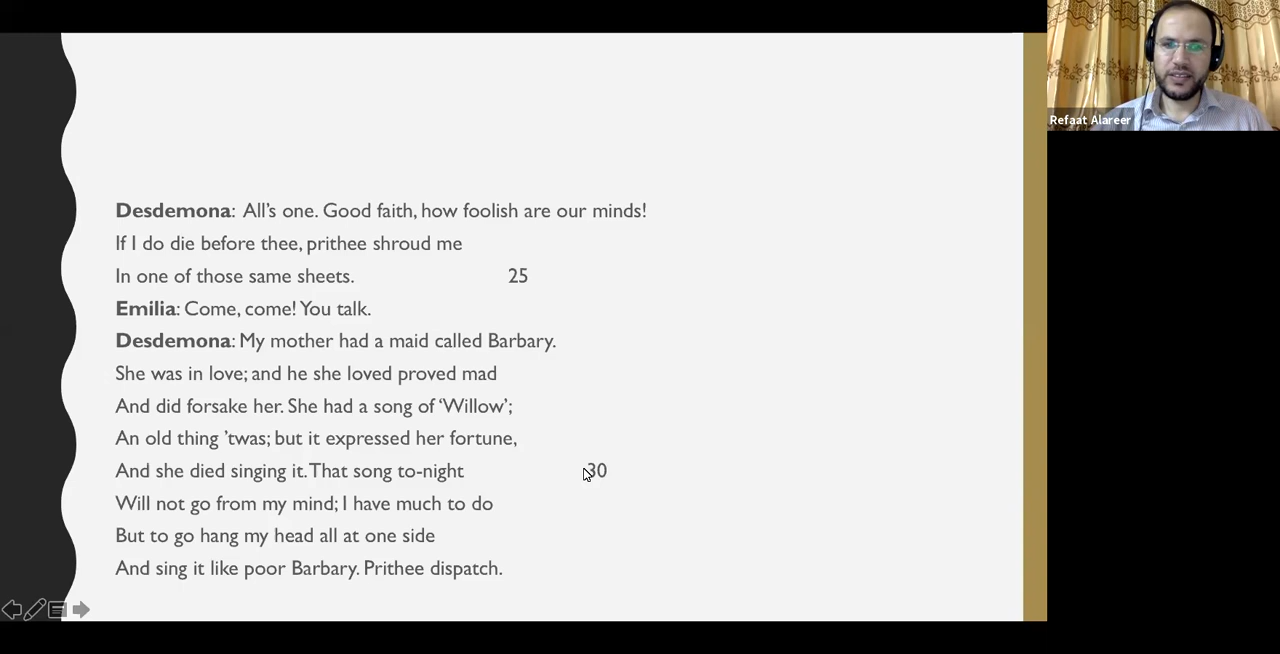 Refaat Alareer
Desdemona: All's one. Good faith, how foolish are our minds!
If I do die before thee, prithee shroud me
In one of those same sheets. 25
Emilia: Come, come! You talk.
Desdemona: My mother had a maid called Barbary.
She was in love; and he she loved proved mad
And did forsake her. She had a song of ‘Willow’;
An old thing ’twas; but it expressed her fortune,
And she died singing it. That song to-night 30
Will not go from my mind; I have much to do
But to go hang my head all at one side
And sing it like poor Barbary. Prithee dispatch.